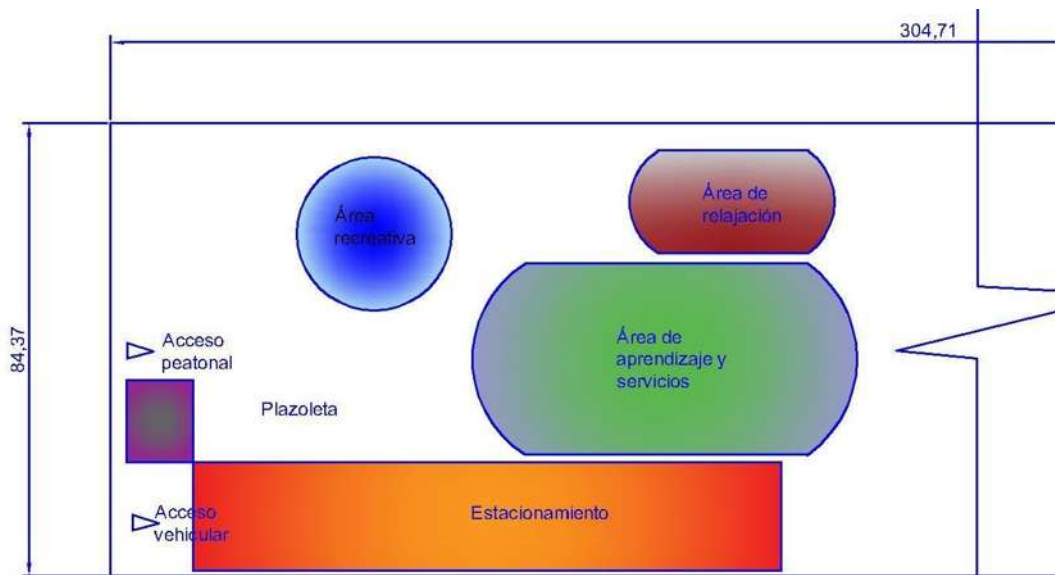 304,71
84,37
Área
recreativa
Área de
relajación
Acceso
peatonal
Área de
aprendizaje y
servicios
Plazoleta
Acceso
vehicular
Estacionamiento